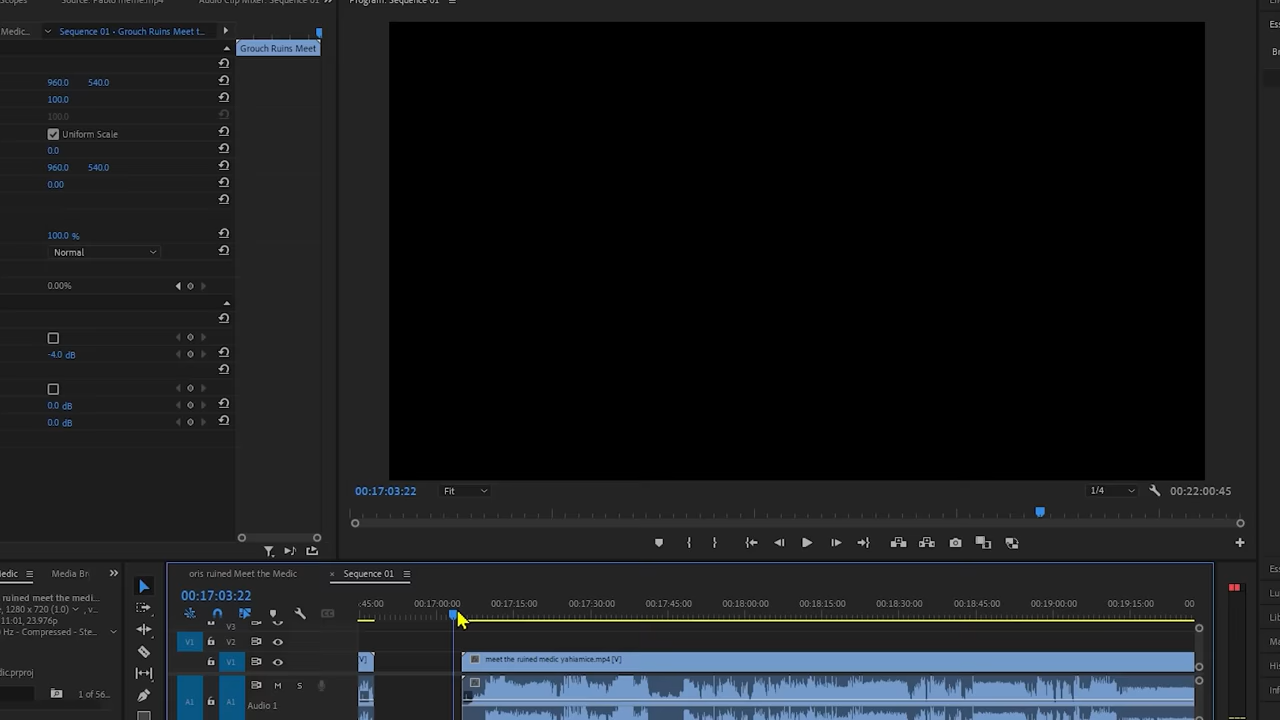 Scopes
Source: Pablo meme.mp4
Audio Clip Mixer: Sequence 01
Program: Sequence 01
Medic...
Sequence 01 - Grouch Ruins Meet t...
Grouch Ruins Meet
960.0 540.0
100.0
100.0
Uniform Scale
0.0
960.0 540.0
0.00
100.0 %
Normal
0.00%
-4.0 dB
0.0 dB
0.0 dB
00:17:03:22
Fit
1/4
00:22:00:45
edic
Media Br
oris ruined Meet the Medic
× Sequence 01
00:17:03:22
:45:00 00:17:00:00 00:17:15:00 00:17:30:00 00:17:45:00 00:18:00:00 00:18:15:00 00:18:30:00 00:18:45:00 00:19:00:00 00:19:15:00 00
V3
V1 V2
V1
V]
meet the ruined medic yahiamice.mp4 [V]
A1 A1 M S
Audio 1
ruined meet the medic
1280 x 720 (1.0) , v...
11:01, 23.976p
Hz - Compressed - Ste...
dic.prproj
1 of 56...